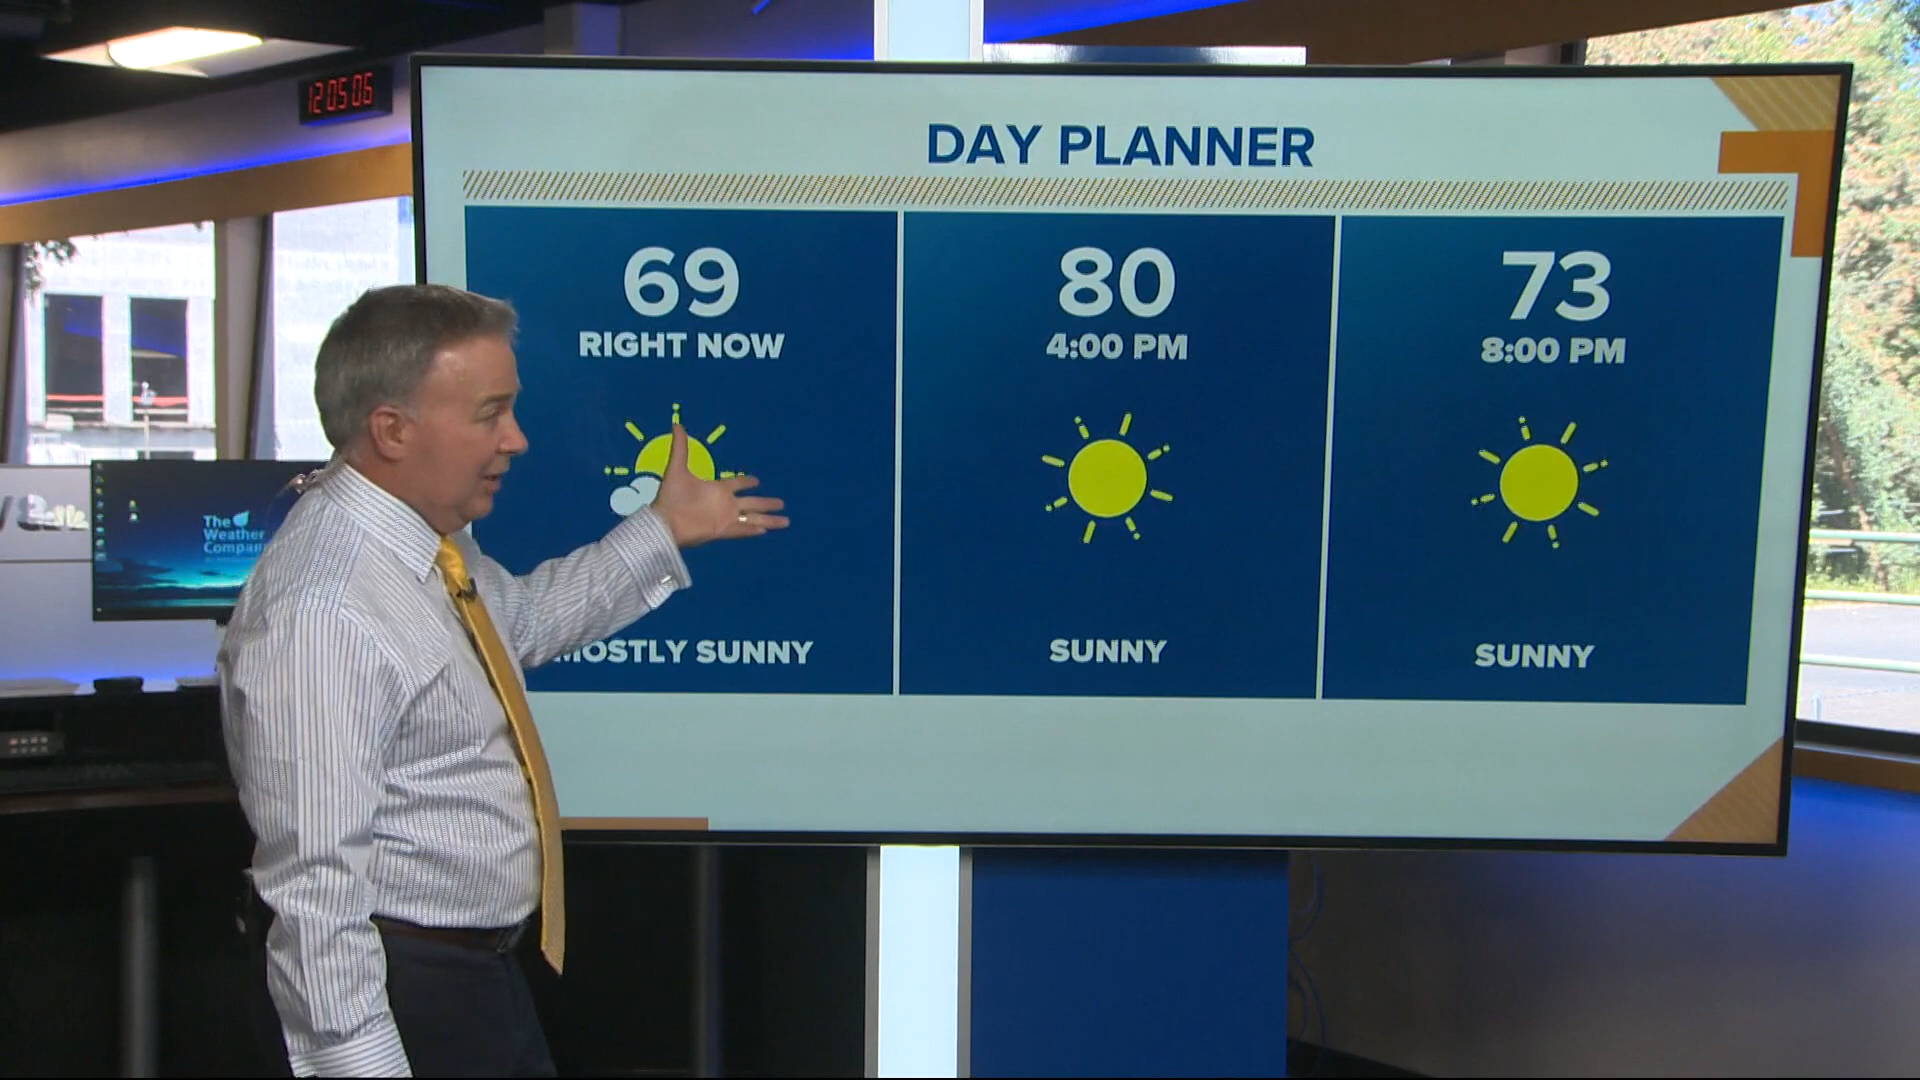 12:05:06
DAY PLANNER
69
RIGHT NOW
MOSTLY SUNNY
80
4:00 PM
SUNNY
73
8:00 PM
SUNNY
The
Weather